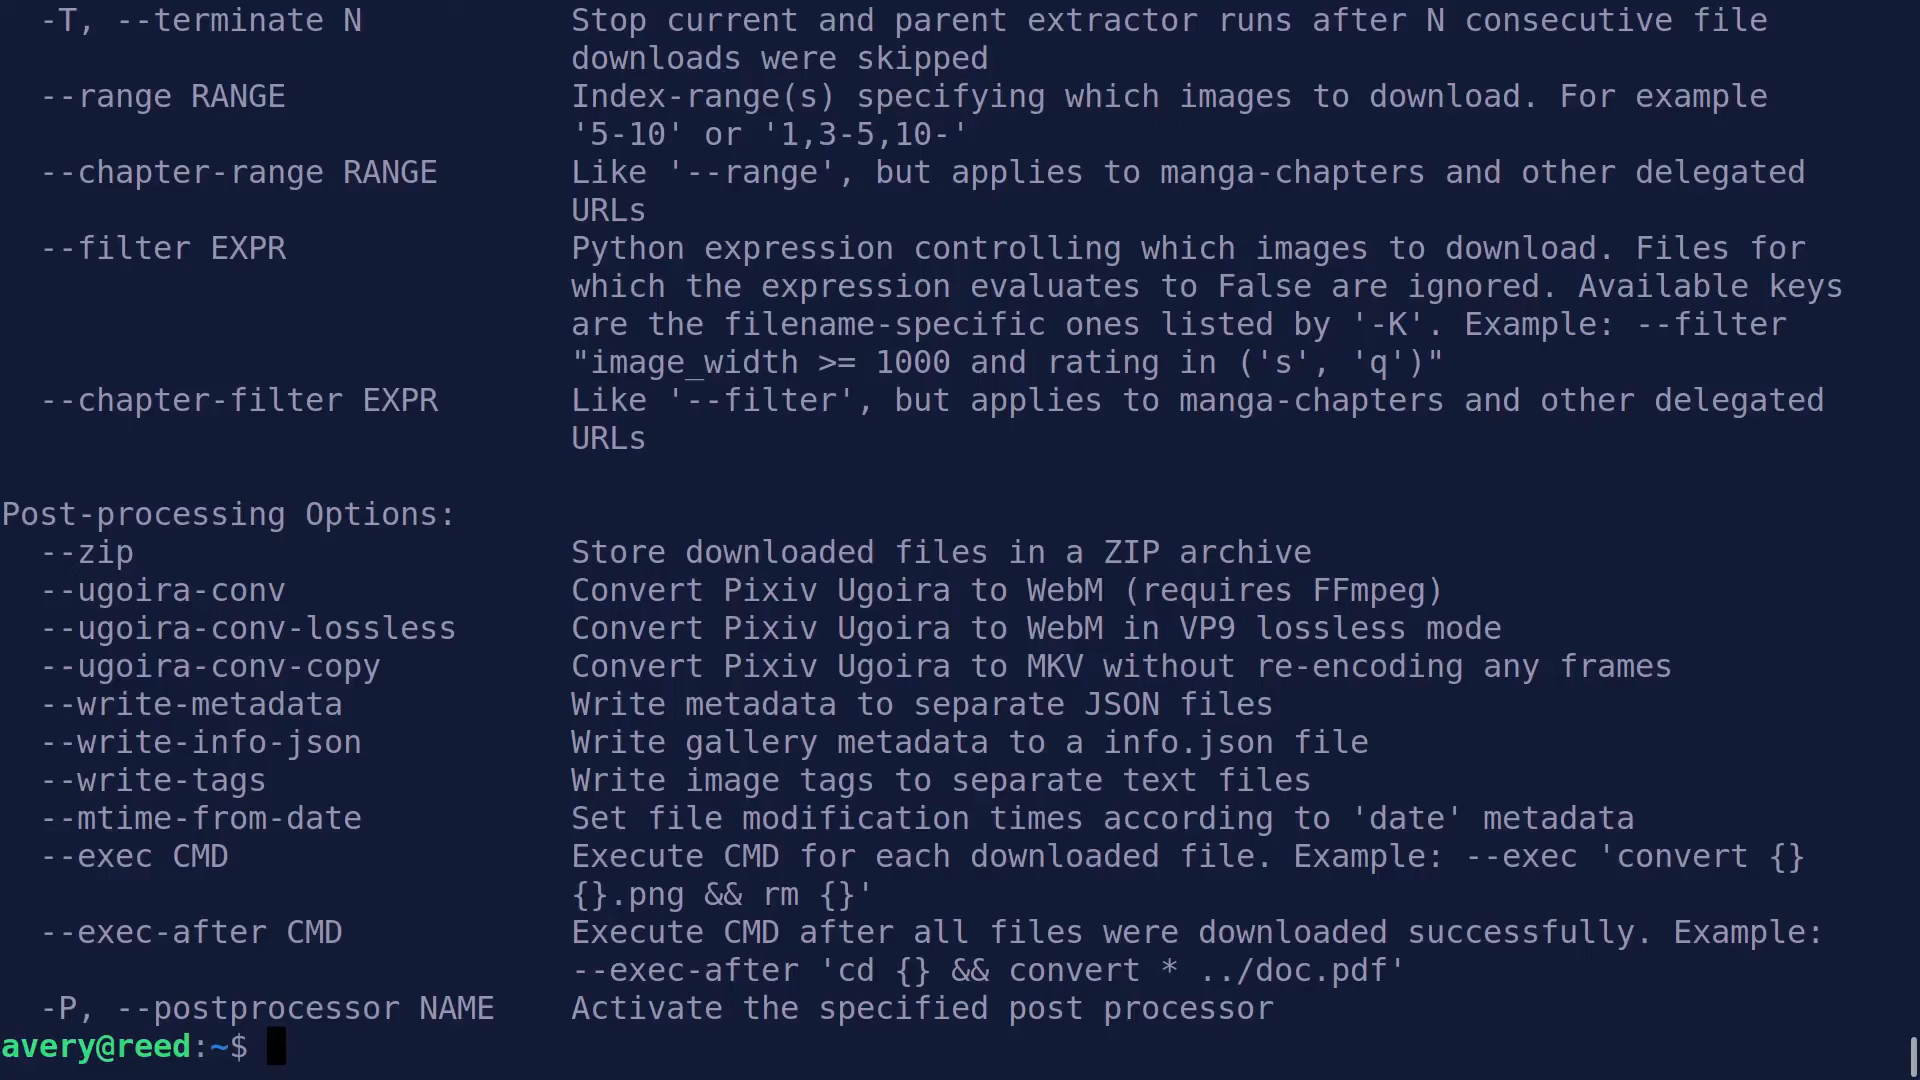 -T, --terminate N Stop current and parent extractor runs after N consecutive file
downloads were skipped
--range RANGE Index-range(s) specifying which images to download. For example
'5-10' or '1,3-5,10-'
--chapter-range RANGE Like '--range', but applies to manga-chapters and other delegated
URLs
--filter EXPR Python expression controlling which images to download. Files for
which the expression evaluates to False are ignored. Available keys
are the filename-specific ones listed by '-K'. Example: --filter
"image_width >= 1000 and rating in ('s', 'q')"
--chapter-filter EXPR Like '--filter', but applies to manga-chapters and other delegated
URLs
Post-processing Options:
--zip Store downloaded files in a ZIP archive
--ugoira-conv Convert Pixiv Ugoira to WebM (requires FFmpeg)
--ugoira-conv-lossless Convert Pixiv Ugoira to WebM in VP9 lossless mode
--ugoira-conv-copy Convert Pixiv Ugoira to MKV without re-encoding any frames
--write-metadata Write metadata to separate JSON files
--write-info-json Write gallery metadata to a info.json file
--write-tags Write image tags to separate text files
--mtime-from-date Set file modification times according to 'date' metadata
--exec CMD Execute CMD for each downloaded file. Example: --exec 'convert {}
{}.png && rm {}'
--exec-after CMD Execute CMD after all files were downloaded successfully. Example:
--exec-after 'cd {} && convert * ../doc.pdf'
-P, --postprocessor NAME Activate the specified post processor
avery@reed:~$